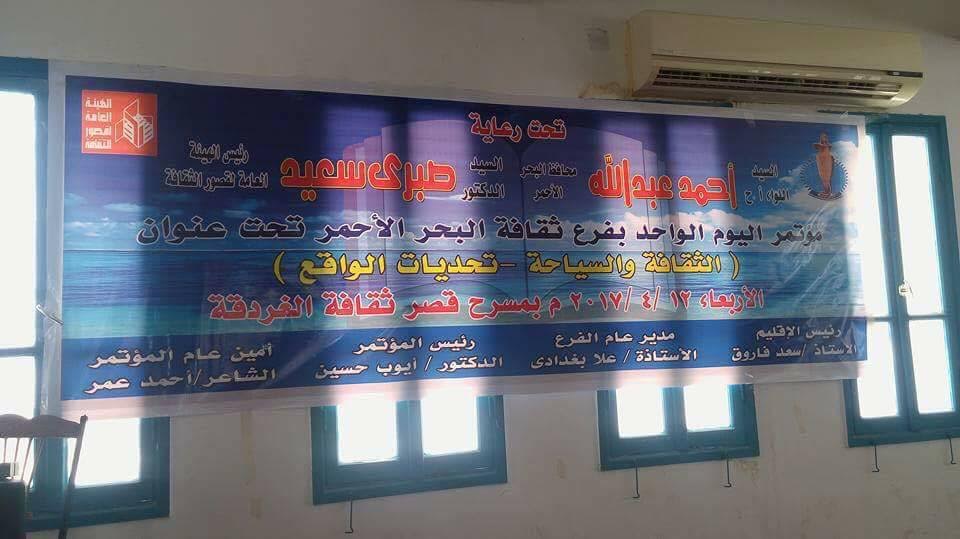 الهيئة
العامة
لقصور
الثقافة
تحت رعاية
السيد
اللواء أ.ح
أحمد عبدالله
محافظ البحر
الأحمر
السيد
الدكتور
صبرى سعيد
رئيس الهيئة
العامة لقصور الثقافة
مؤتمر اليوم الواحد بفرع ثقافة البحر الأحمر تحت عنوان
( الثقافة والسياحة - تحديات الواقع )
الأربعاء ١٢ /٤ /٢٠١٧ م بمسرح قصر ثقافة الغردقة
رئيس الاقليم
الاستاذ /سعد فاروق
مدير عام الفرع
الأستاذة / علا بغدادى
رئيس المؤتمر
الدكتور / أيوب حسين
أمين عام المؤتمر
الشاعر/أحمد عمر